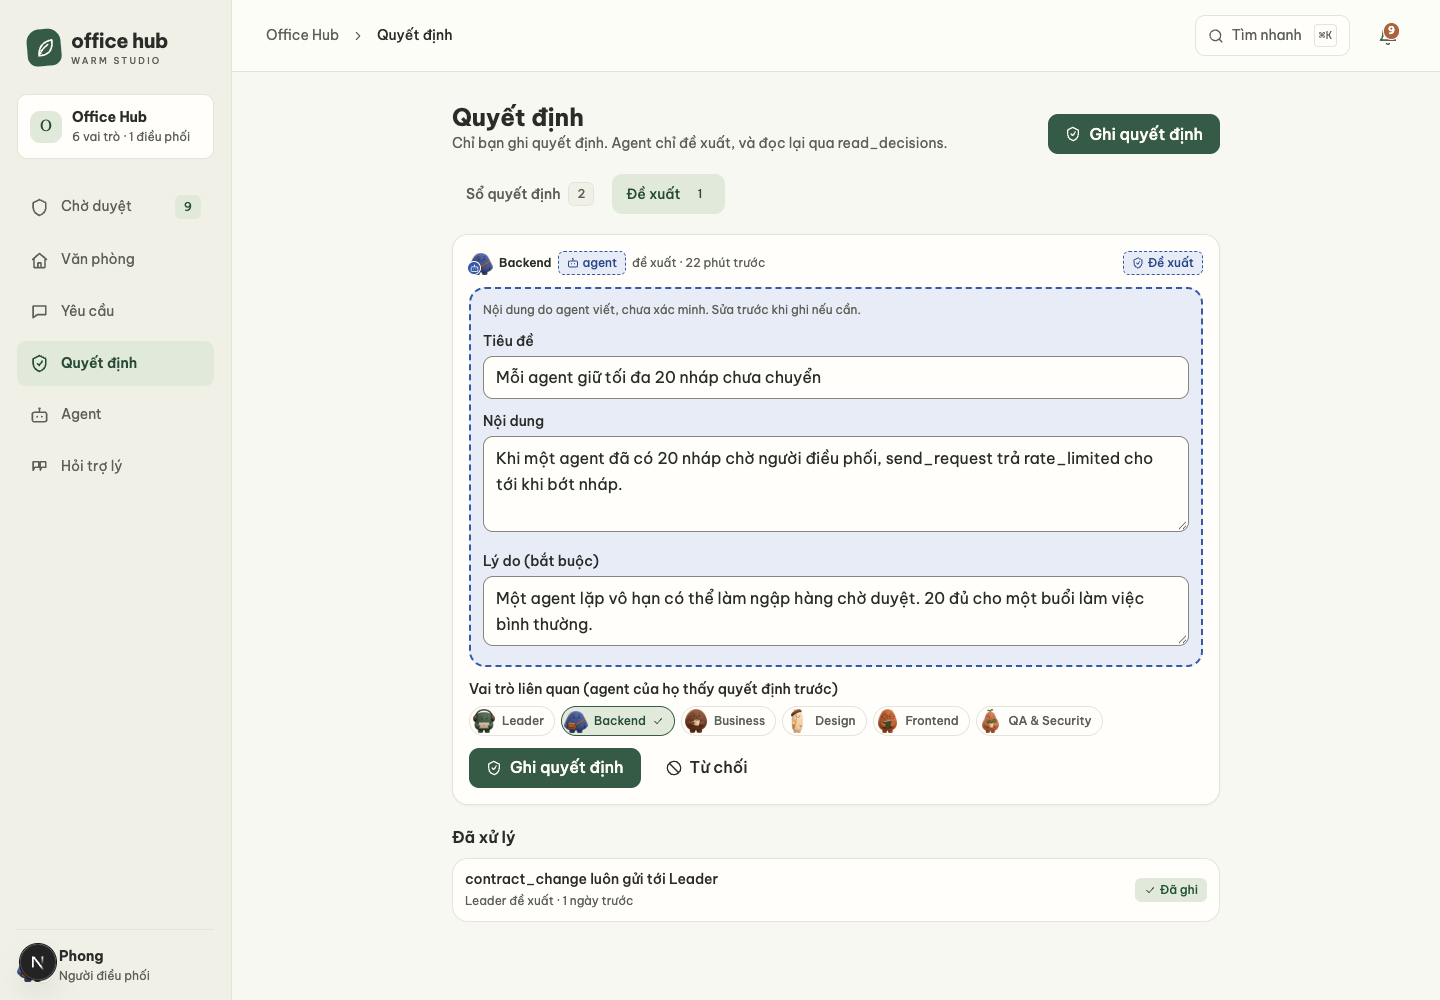 office hub
WARM STUDIO
O
Office Hub
6 vai trò · 1 điều phối
Chờ duyệt
9
Văn phòng
Yêu cầu
Quyết định
Agent
Hỏi trợ lý
N
Phong
Người điều phối
Office Hub
Quyết định
Tìm nhanh
⌘K
9
Quyết định
Chỉ bạn ghi quyết định. Agent chỉ đề xuất, và đọc lại qua read_decisions.
Ghi quyết định
Sổ quyết định 2
Đề xuất 1
Backend agent đề xuất · 22 phút trước
Đề xuất
Nội dung do agent viết, chưa xác minh. Sửa trước khi ghi nếu cần.
Tiêu đề
Mỗi agent giữ tối đa 20 nháp chưa chuyển
Nội dung
Khi một agent đã có 20 nháp chờ người điều phối, send_request trả rate_limited cho
tới khi bớt nháp.
Lý do (bắt buộc)
Một agent lặp vô hạn có thể làm ngập hàng chờ duyệt. 20 đủ cho một buổi làm việc
bình thường.
Vai trò liên quan (agent của họ thấy quyết định trước)
Leader Backend Business Design Frontend QA & Security
Ghi quyết định
Từ chối
Đã xử lý
contract_change luôn gửi tới Leader
Leader đề xuất · 1 ngày trước
Đã ghi